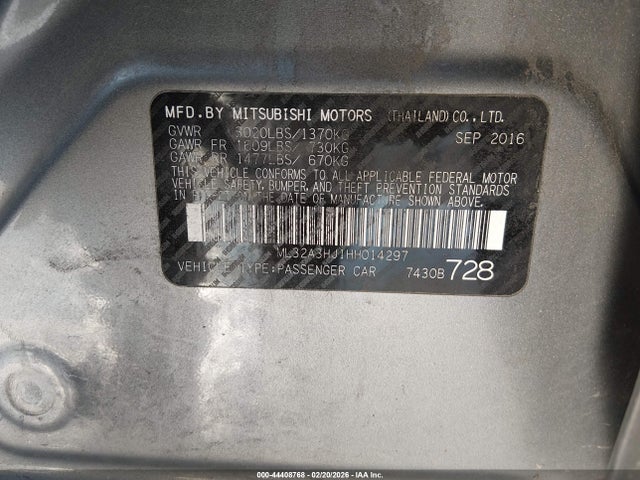 MFD.BY MITSUBISHI MOTORS (THAILAND)CO.,LTD.
GVWR 3020LBS/1370KG SEP 2016
GAWR FR 1609LBS/ 730KG
GAWR RR 1477LBS/ 670KG
THIS VEHICLE CONFORMS TO ALL APPLICABLE FEDERAL MOTOR
VEHICLE SAFETY, BUMPER, AND THEFT PREVENTION STANDARDS
IN EFFECT ON THE DATE OF MANUFACTURE SHOWN ABOVE.
ML32A3HJ1HH014297
VEHICLE TYPE:PASSENGER CAR 7430B 728
000-44408768 - 02/20/2026 - IAA Inc.